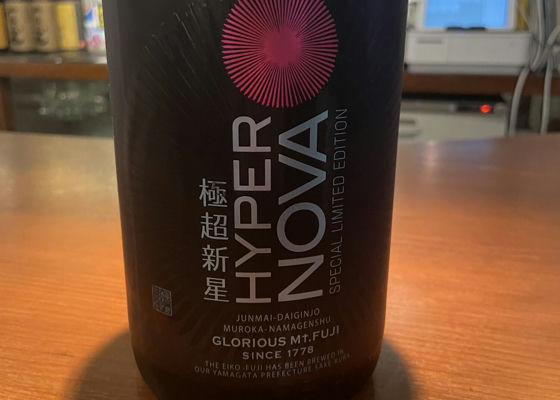 極超新星
HYPER
NOVA
SPECIAL LIMITED EDITION
JUNMAI-DAIGINJO
MUROKA-NAMAGENSHU
GLORIOUS Mt.FUJI
SINCE 1778
THE EIKO-FUJI HAS BEEN BREWED IN
OUR YAMAGATA PREFECTURE SAKE-KURA